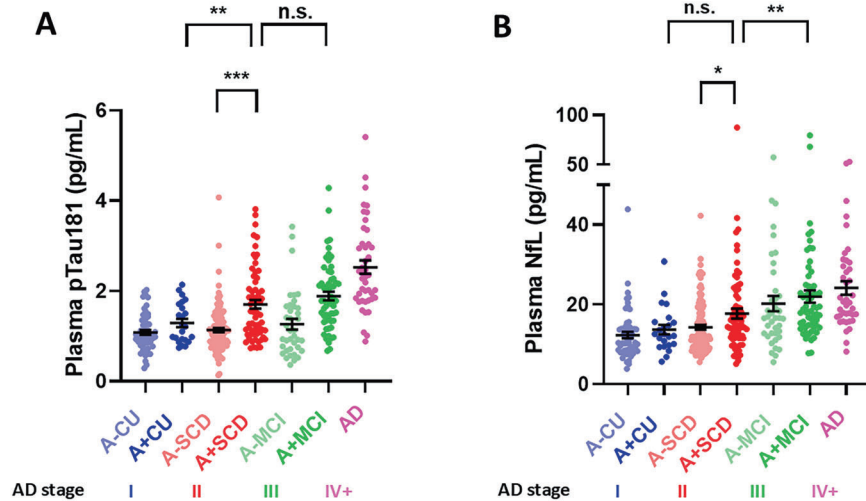 A
** n.s.
***
Plasma pTau181 (pg/mL)
6
4
2
0
A-CU A+CU A-SCD A+SCD A-MCI A+MCI AD
AD stage I II III IV+
B
n.s. **
*
Plasma NfL (pg/mL)
100
50
40
20
0
A-CU A+CU A-SCD A+SCD A-MCI A+MCI AD
AD stage I II III IV+